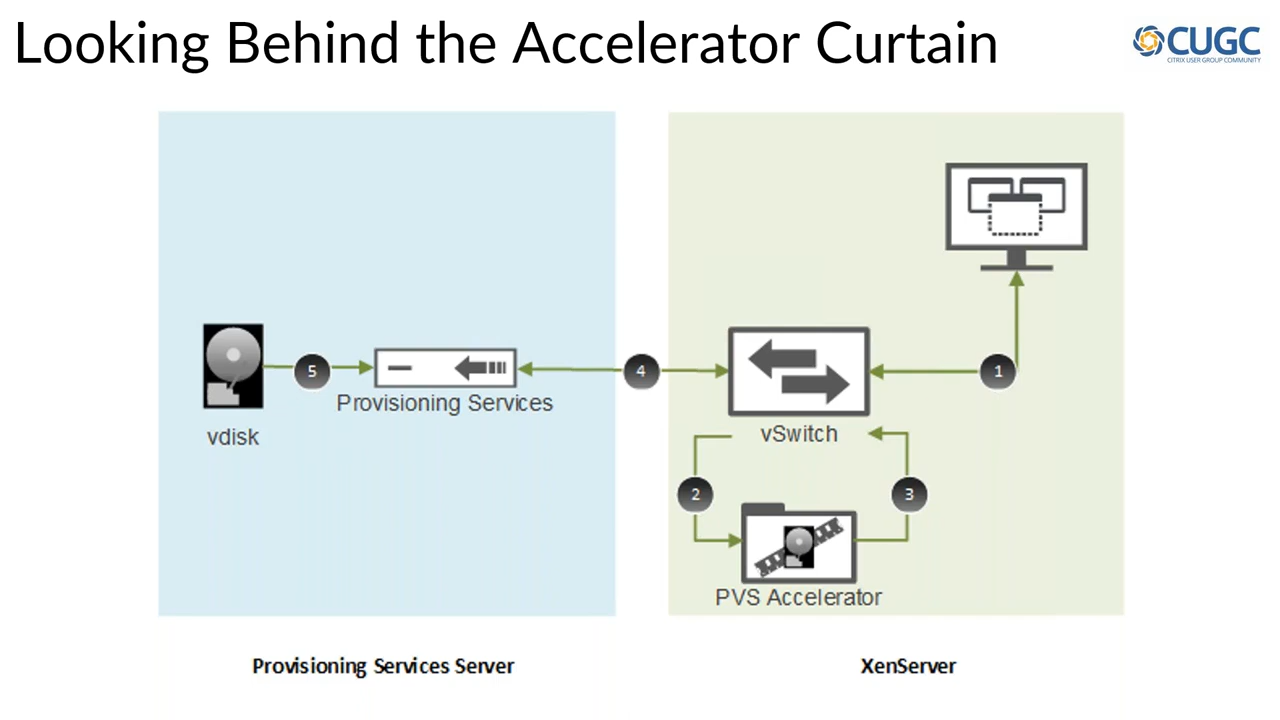 Looking Behind the Accelerator Curtain
CUGC
CITRIX USER GROUP COMMUNITY
5
4
1
Provisioning Services
vdisk
vSwitch
2
3
PVS Accelerator
Provisioning Services Server
XenServer